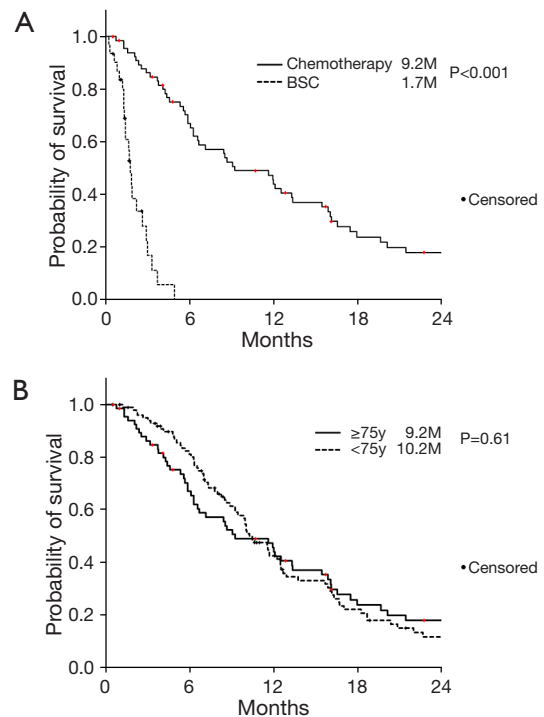 A
1.0
0.8
0.6
0.4
0.2
0.0
Probability of survival
Chemotherapy 9.2M
BSC 1.7M
P<0.001
•Censored
0 6 12 18 24
Months
B
1.0
0.8
0.6
0.4
0.2
0.0
Probability of survival
≥75y 9.2M
<75y 10.2M
P=0.61
•Censored
0 6 12 18 24
Months